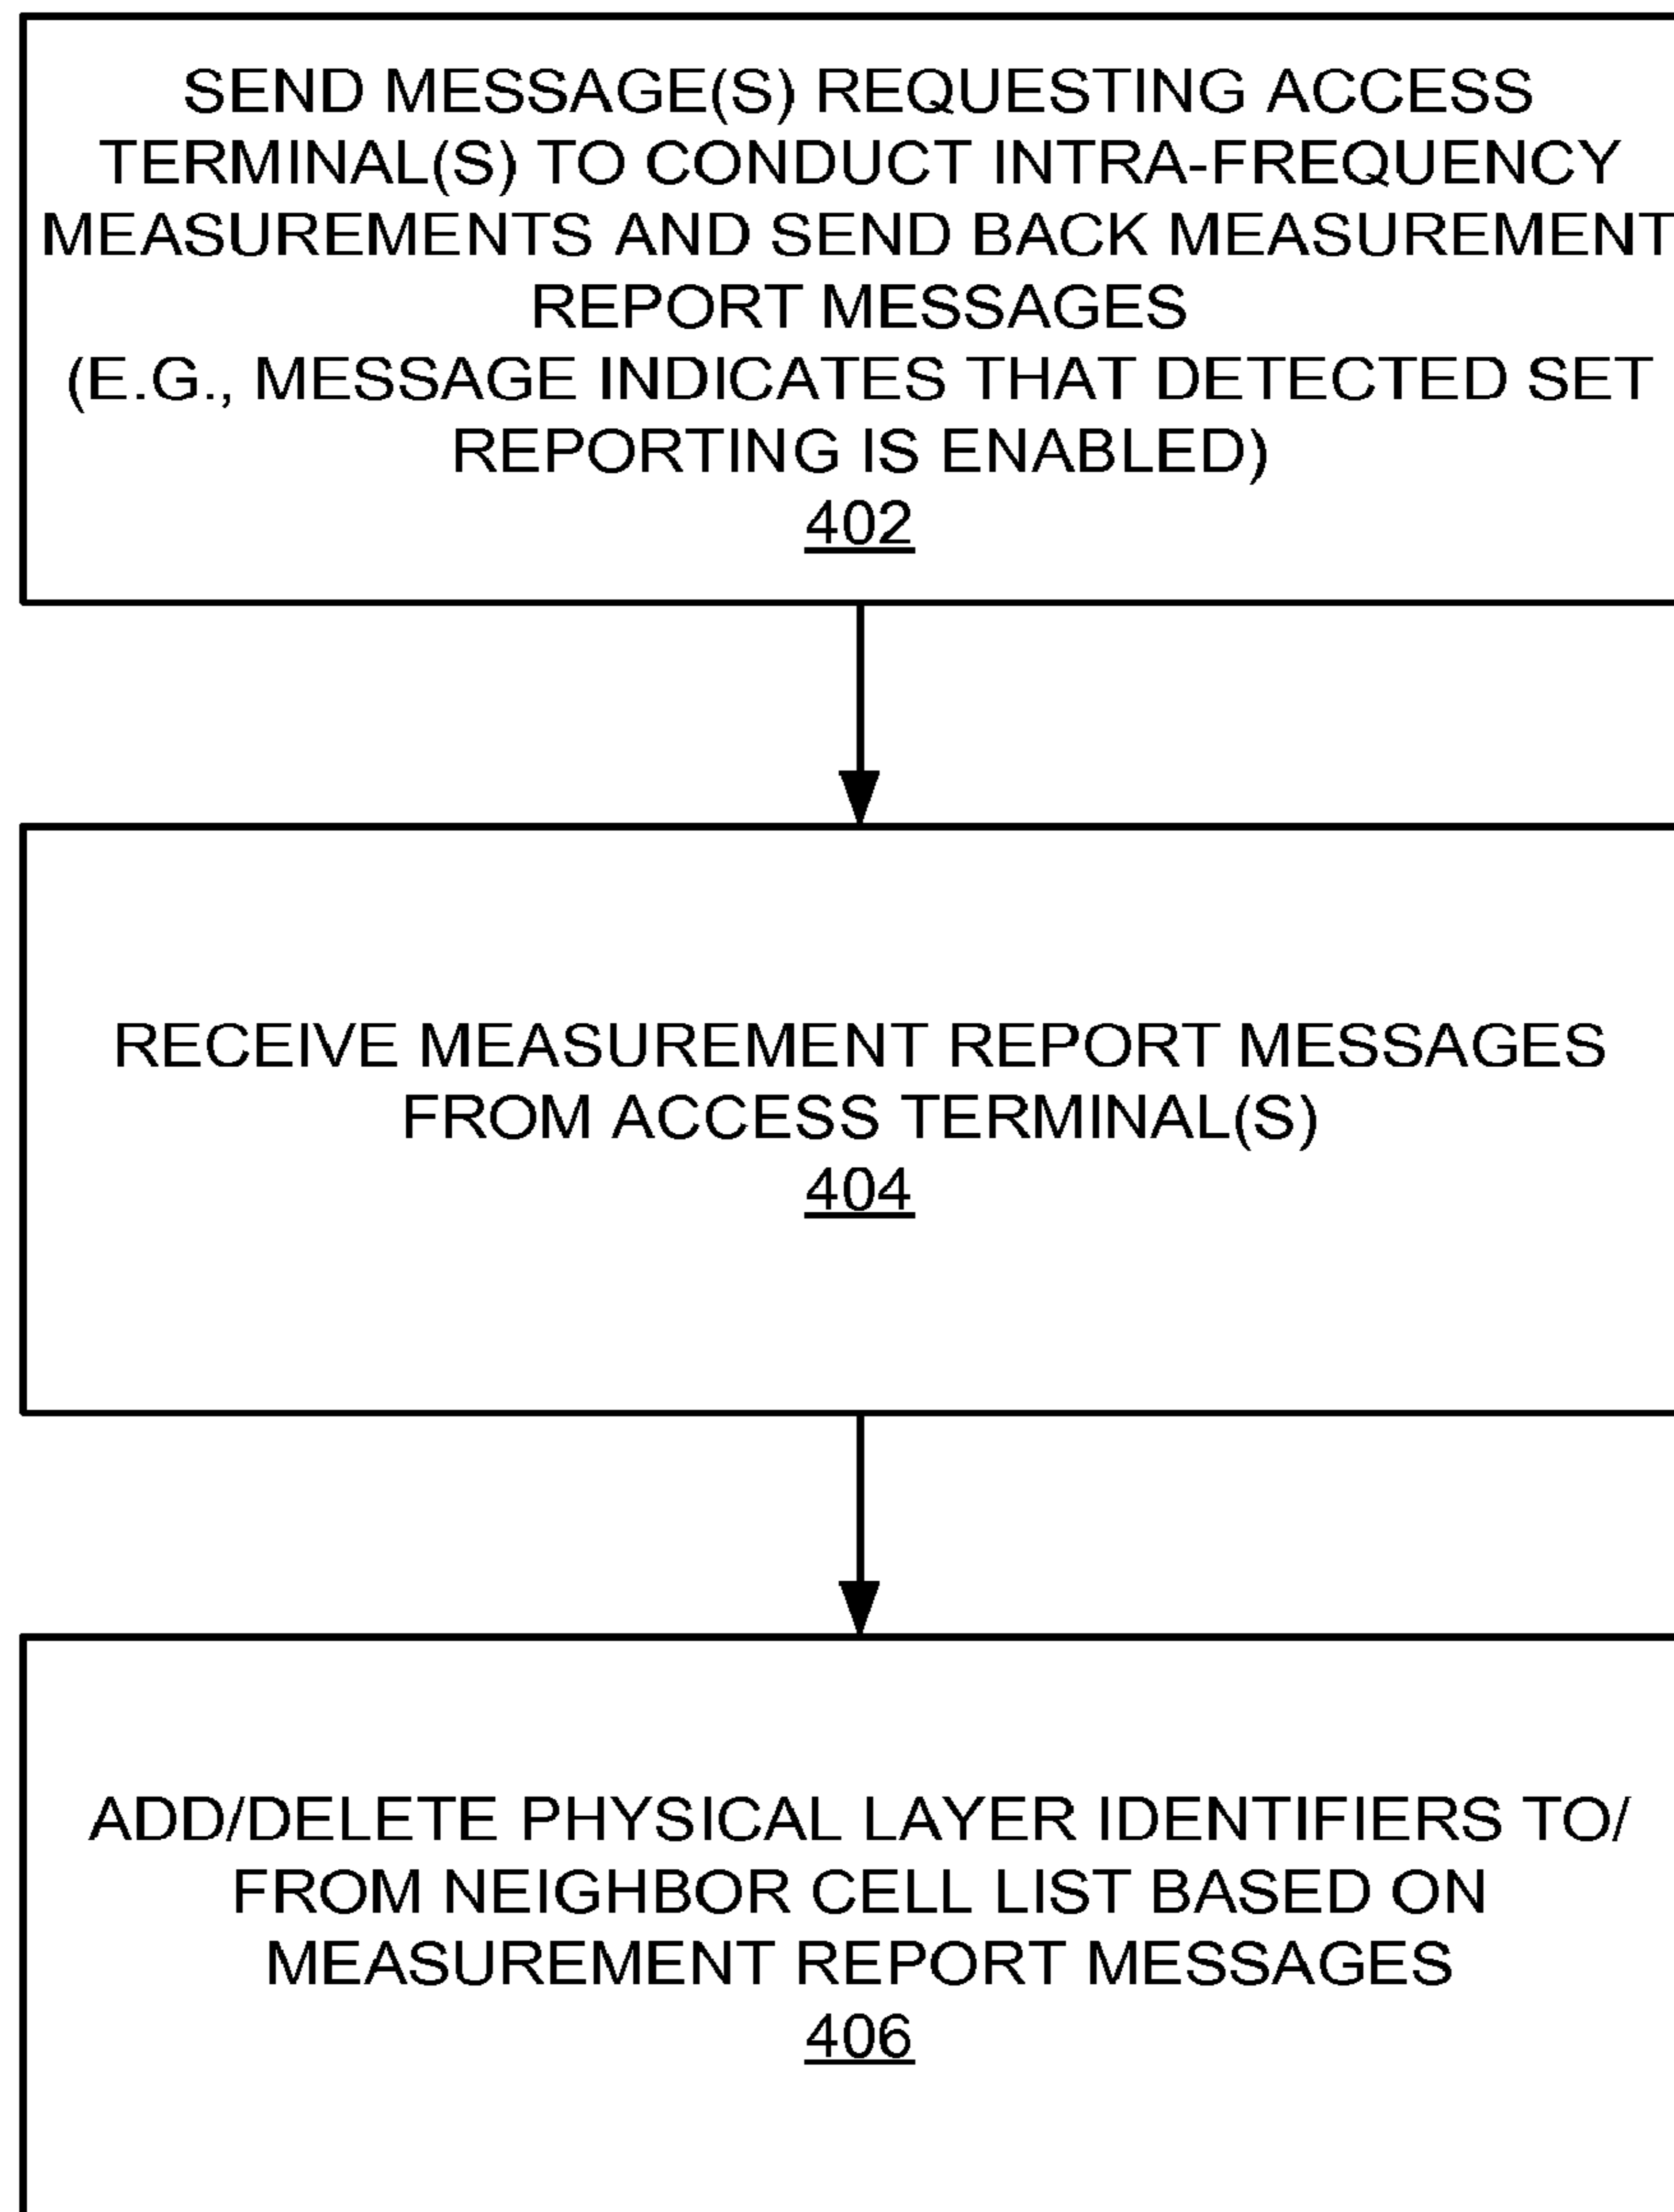 SEND MESSAGE(S) REQUESTING ACCESS
TERMINAL(S) TO CONDUCT INTRA-FREQUENCY
MEASUREMENTS AND SEND BACK MEASUREMENT
REPORT MESSAGES
(E.G., MESSAGE INDICATES THAT DETECTED SET
REPORTING IS ENABLED)
402
RECEIVE MEASUREMENT REPORT MESSAGES
FROM ACCESS TERMINAL(S)
404
ADD/DELETE PHYSICAL LAYER IDENTIFIERS TO/
FROM NEIGHBOR CELL LIST BASED ON
MEASUREMENT REPORT MESSAGES
406